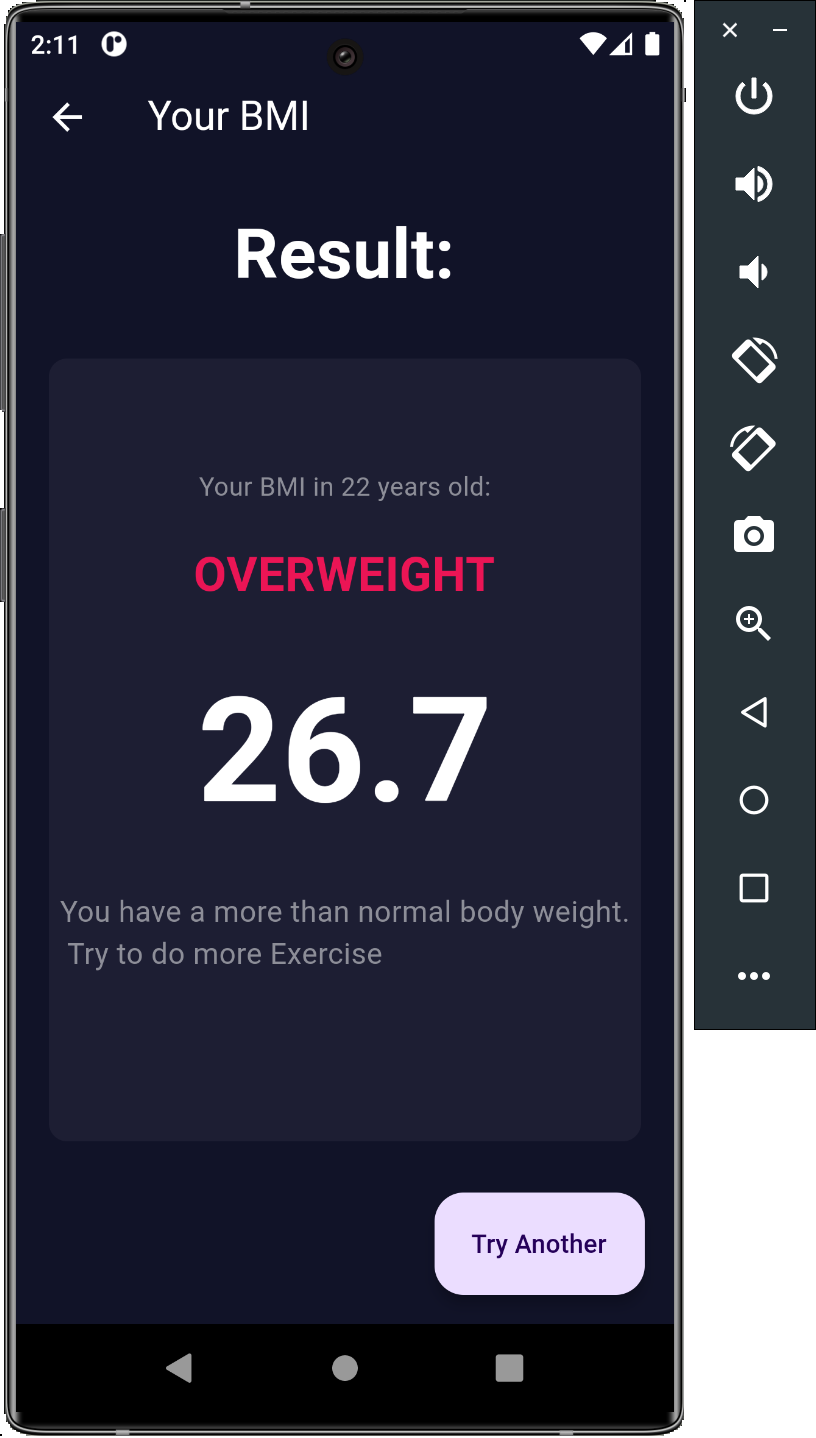 2:11
Your BMI
Result:
Your BMI in 22 years old:
OVERWEIGHT
26.7
You have a more than normal body weight.
Try to do more Exercise
Try Another